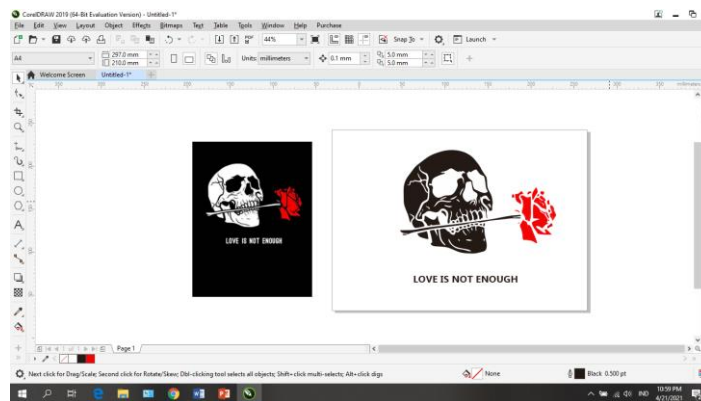 CorelDRAW 2019 (64-Bit Evaluation Version) - Untitled-1*
File Edit View Layout Object Effects Bitmaps Text Table Tools Window Help Purchase
44% Snap To Launch
A4 297.0 mm 210.0 mm Units: millimeters 0.1 mm 5.0 mm 5.0 mm
Welcome Screen Untitled-1*
millimeters
LOVE IS NOT ENOUGH
LOVE IS NOT ENOUGH
Page 1
Next click for Drag/Scale; Second click for Rotate/Skew; Dbl-clicking tool selects all objects; Shift+click multi-selects; Alt+click digs
None
Black 0.500 pt
IND
10:59 PM
4/21/2021